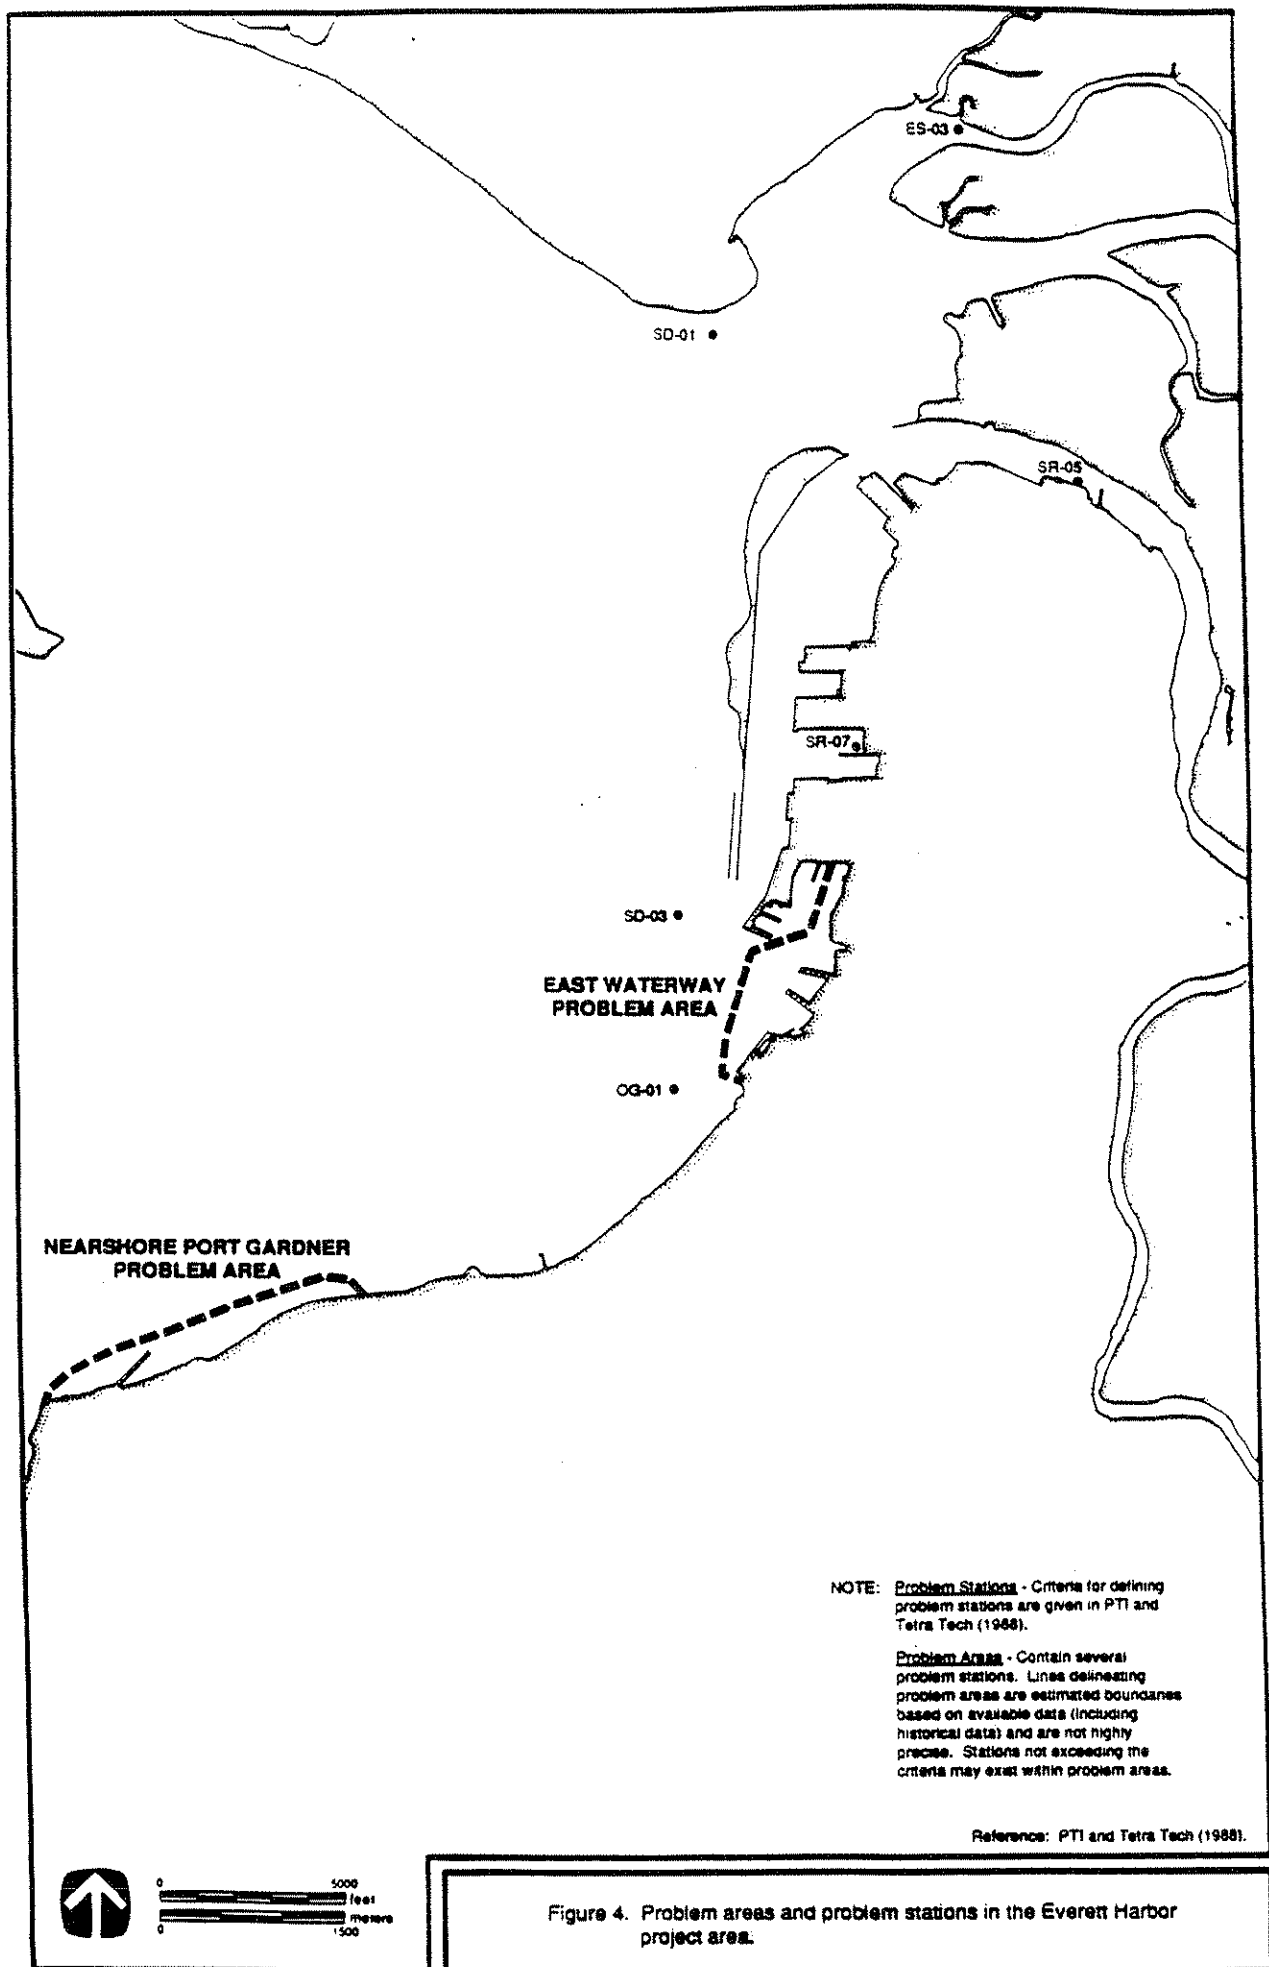 ES-03
SD-01
SR-05
SR-07
SD-03
EAST WATERWAY
PROBLEM AREA
OG-01
NEARSHORE PORT GARDNER
PROBLEM AREA
NOTE: Problem Stations - Criteria for defining
problem stations are given in PTI and
Tetra Tech (1988).
Problem Areas - Contain several
problem stations. Lines delineating
problem areas are estimated boundaries
based on available data (including
historical data) and are not highly
precise. Stations not exceeding the
criteria may exist within problem areas.
Reference: PTI and Tetra Tech (1988).
0 5000
feet
meters
0 1500
Figure 4. Problem areas and problem stations in the Everett Harbor
project area.